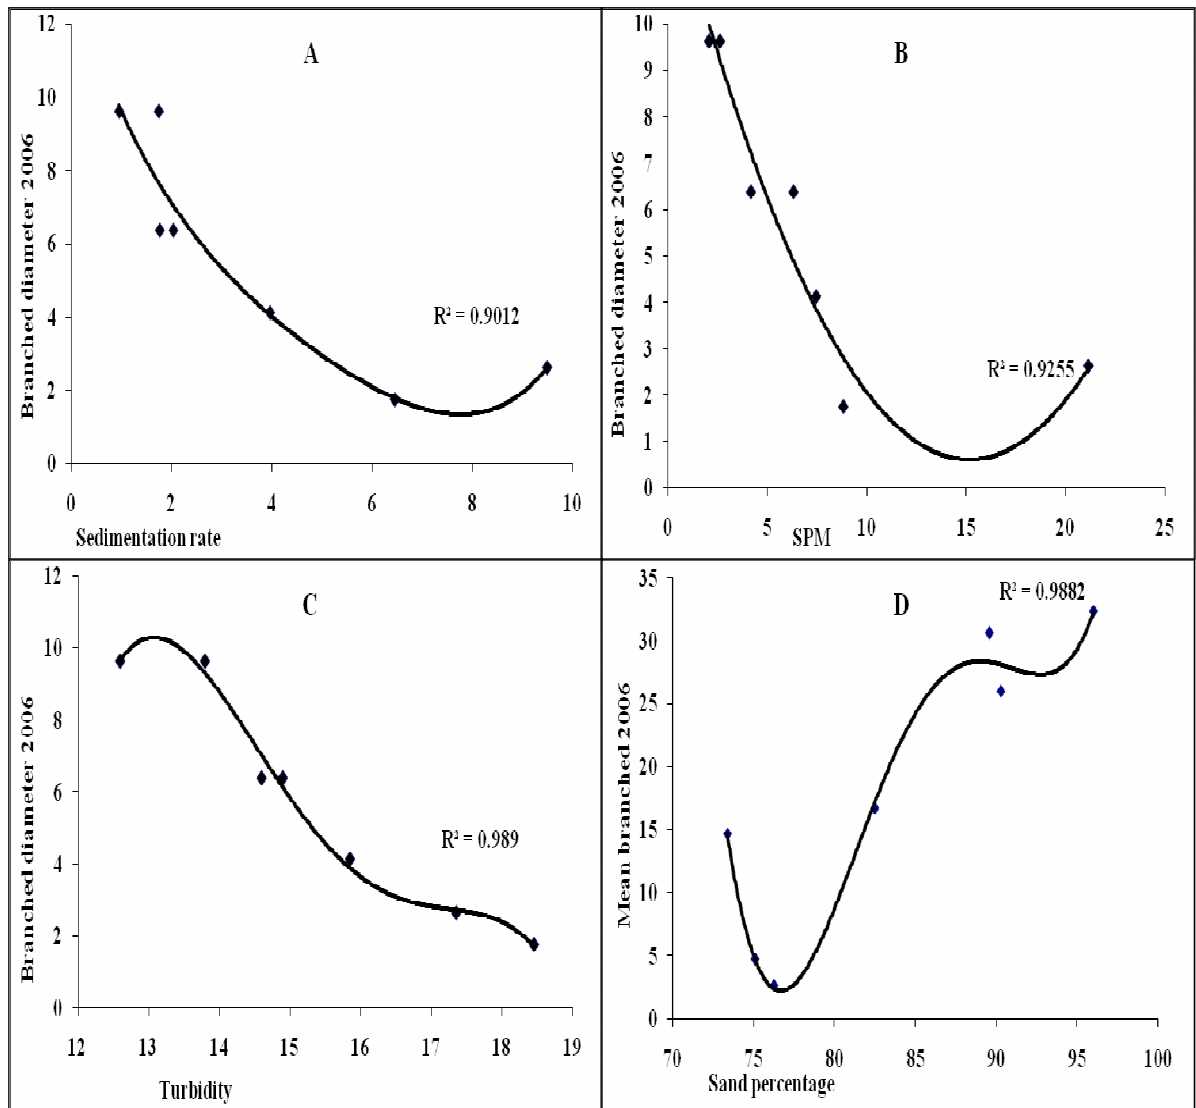 A
Branched diameter 2006
12
10
8
6
4
2
0
R² = 0.9012
0 2 4 6 8 10
Sedimentation rate
B
Branched diameter 2006
10
9
8
7
6
5
4
3
2
1
0
R² = 0.9255
0 5 10 15 20 25
SPM
C
Branched diameter 2006
12
10
8
6
4
2
0
R² = 0.989
12 13 14 15 16 17 18 19
Turbidity
D
Mean branched 2006
35
30
25
20
15
10
5
0
R² = 0.9882
70 75 80 85 90 95 100
Sand percentage